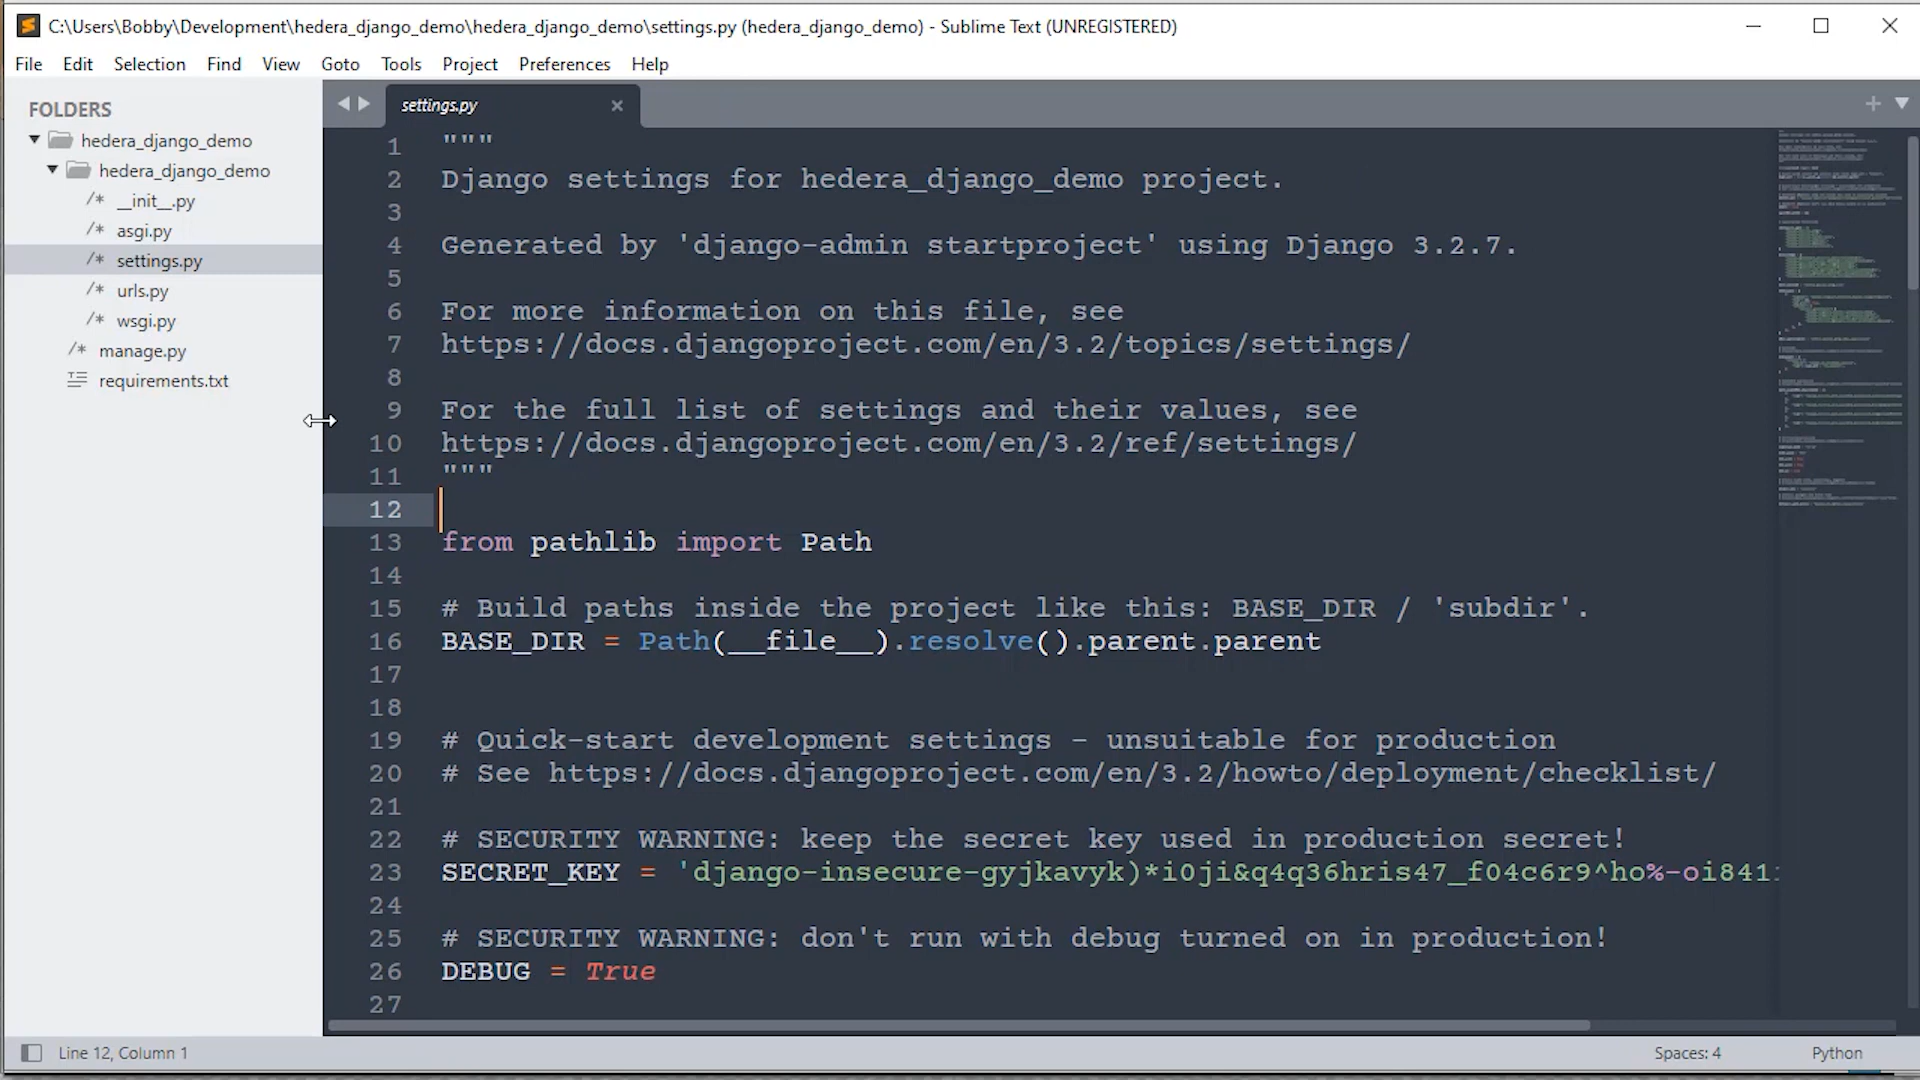 C:\Users\Bobby\Development\hedera_django_demo\hedera_django_demo\settings.py (hedera_django_demo) - Sublime Text (UNREGISTERED)
File Edit Selection Find View Goto Tools Project Preferences Help
FOLDERS
hedera_django_demo
hedera_django_demo
/* __init__.py
/* asgi.py
/* settings.py
/* urls.py
/* wsgi.py
/* manage.py
requirements.txt
settings.py
1 """
2 Django settings for hedera_django_demo project.
3
4 Generated by 'django-admin startproject' using Django 3.2.7.
5
6 For more information on this file, see
7 https://docs.djangoproject.com/en/3.2/topics/settings/
8
9 For the full list of settings and their values, see
10 https://docs.djangoproject.com/en/3.2/ref/settings/
11 """
12
13 from pathlib import Path
14
15 # Build paths inside the project like this: BASE_DIR / 'subdir'.
16 BASE_DIR = Path(__file__).resolve().parent.parent
17
18
19 # Quick-start development settings - unsuitable for production
20 # See https://docs.djangoproject.com/en/3.2/howto/deployment/checklist/
21
22 # SECURITY WARNING: keep the secret key used in production secret!
23 SECRET_KEY = 'django-insecure-gyjkavyk)*i0ji&q4q36hris47_f04c6r9^ho%-oi841
24
25 # SECURITY WARNING: don't run with debug turned on in production!
26 DEBUG = True
27
Line 12, Column 1
Spaces: 4
Python